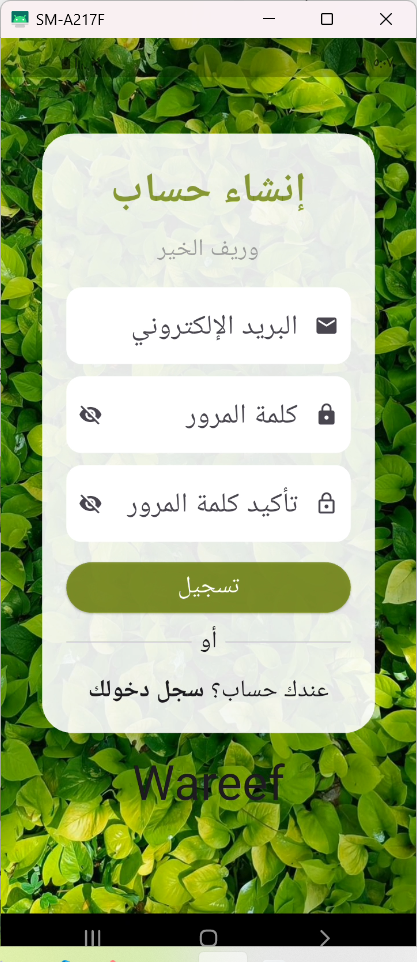 SM-A217F
إنشاء حساب
وريف الخير
البريد الإلكتروني
كلمة المرور
تأكيد كلمة المرور
تسجيل
أو
عندك حساب؟ سجل دخولك
Wareef